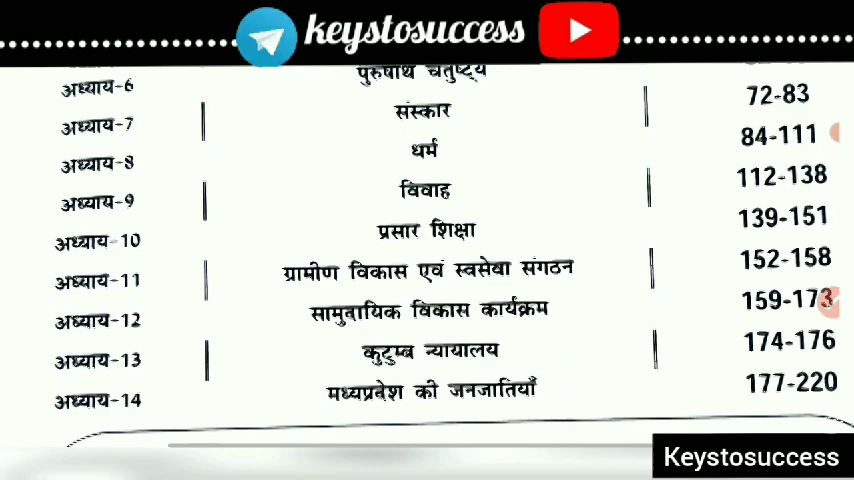 keystosuccess
अध्याय-6 पुरुषार्थ चतुष्ट्य
अध्याय-7 संस्कार 72-83
अध्याय-8 धर्म 84-111
अध्याय-9 विवाह 112-138
अध्याय-10 प्रसार शिक्षा 139-151
अध्याय-11 ग्रामीण विकास एवं स्वसेवा संगठन 152-158
अध्याय-12 सामुदायिक विकास कार्यक्रम 159-173
अध्याय-13 कुटुम्ब न्यायालय 174-176
अध्याय-14 मध्यप्रदेश की जनजातियाँ 177-220
Keystosuccess